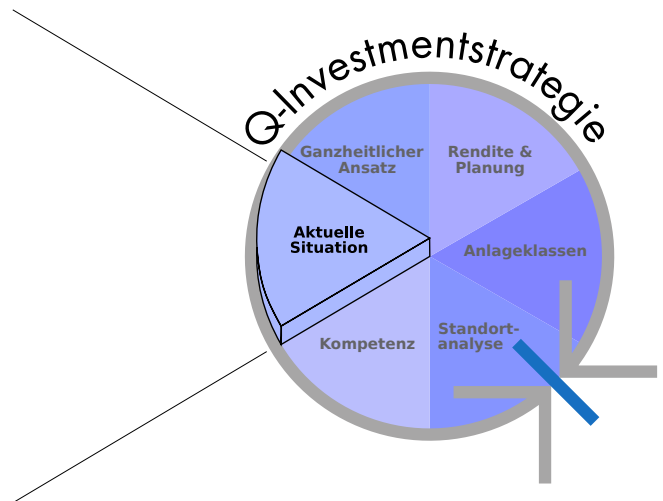 Q-Investmentstrategie
Ganzheitlicher
Ansatz
Rendite &
Planung
Aktuelle
Situation
Anlageklassen
Kompetenz
Standort-
analyse